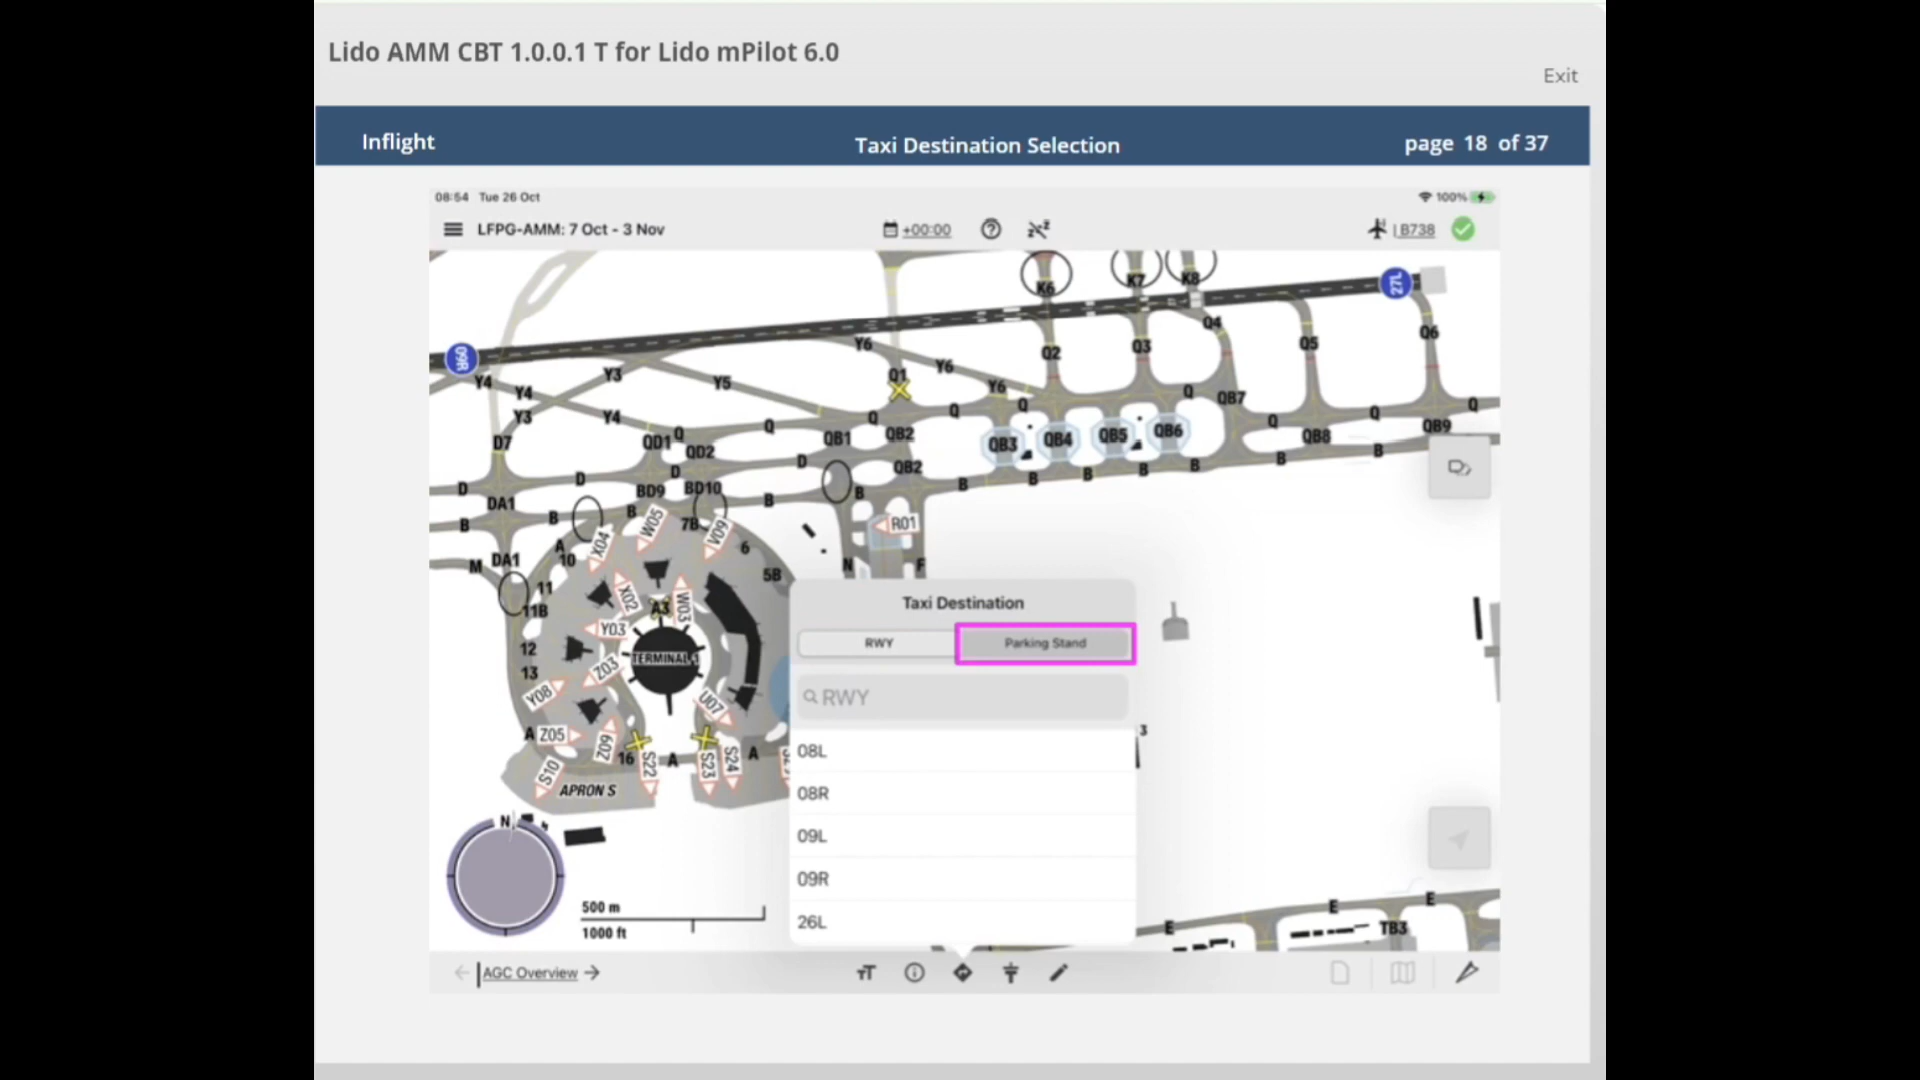 Lido AMM CBT 1.0.0.1 T for Lido mPilot 6.0
Exit
Inflight
Taxi Destination Selection
page 18 of 37
08:54 Tue 26 Oct
100%
LFPG-AMM: 7 Oct - 3 Nov
+00:00
B738
K6
K7
K8
27L
09R
Y6
Q2
Q3
Q4
Q5
Q6
Y4
Y3
Y5
Q1
Y6
Y6
Y4
Y3
Y4
Q
Q
Q
Q
QB7
Q
Q
Q
D7
QD1
Q
Q
QB1
QB2
QB3
QB4
QB5
QB6
QB8
QB9
QD2
D
D
D
D
QB2
B
B
B
B
B
B
B
B
DA1
BD9
BD10
B
B
B
B
B
R01
7B
W05
V09
X04
6
A
10
M
DA1
5B
N
F
11
11B
X02
A3
W03
Y03
12
TERMINAL 1
13
Z03
Y08
U07
A
Z05
Z09
16
S22
A
S23
S24
A
S10
APRON S
Taxi Destination
RWY
Parking Stand
RWY
3
08L
08R
09L
09R
26L
N
500 m
1000 ft
E
E
E
TB3
AGC Overview
TT